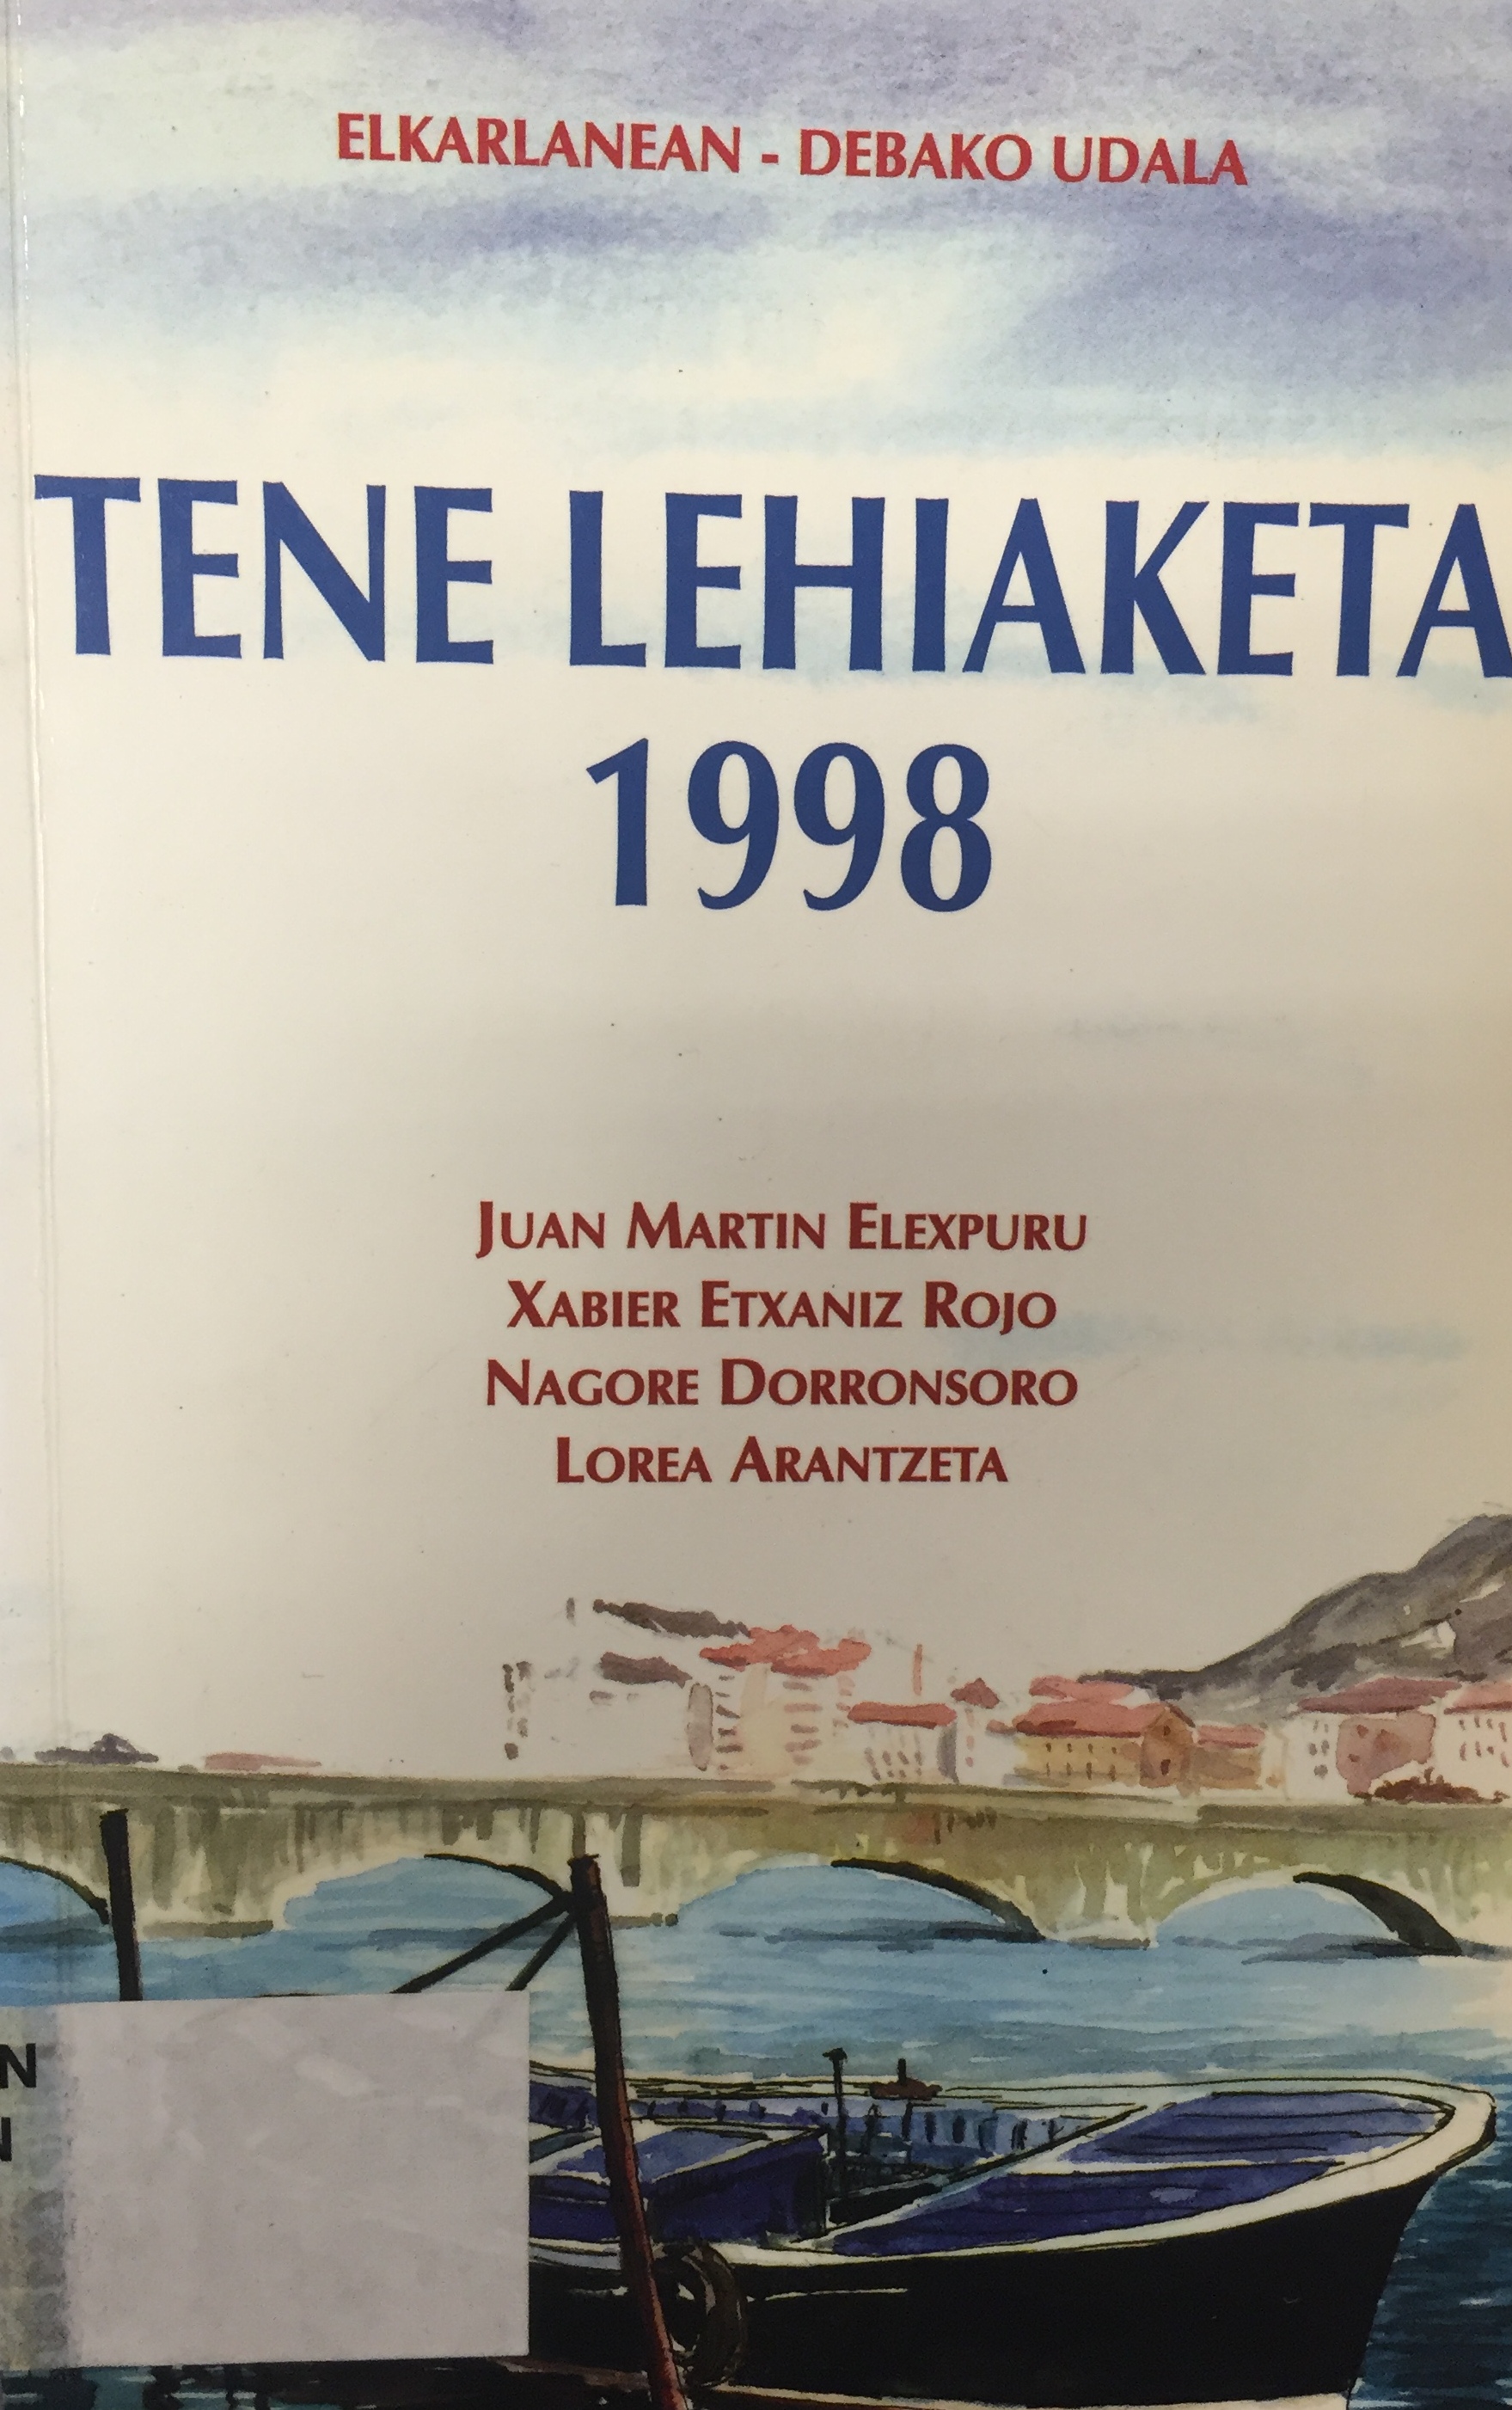 ELKARLANEAN - DEBAKO UDALA
TENE LEHIAKETA
1998
JUAN MARTIN ELEXPURU
XABIER ETXANIZ ROJO
NAGORE DORRONSORO
LOREA ARANTZETA
N